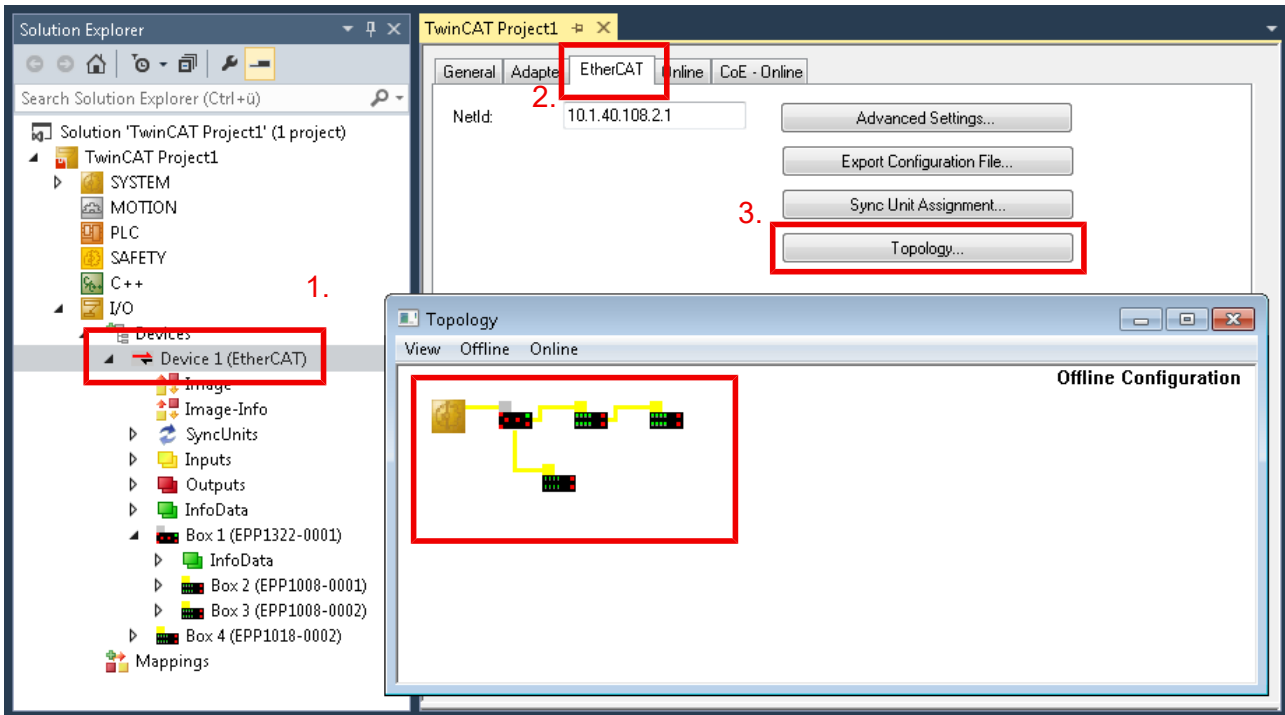 Solution Explorer
Search Solution Explorer (Ctrl+ü)
Solution 'TwinCAT Project1' (1 project)
TwinCAT Project1
SYSTEM
MOTION
PLC
SAFETY
C++
1.
I/O
Devices
Device 1 (EtherCAT)
Image
Image-Info
SyncUnits
Inputs
Outputs
InfoData
Box 1 (EPP1322-0001)
InfoData
Box 2 (EPP1008-0001)
Box 3 (EPP1008-0002)
Box 4 (EPP1018-0002)
Mappings
TwinCAT Project1
General Adapte EtherCAT Online CoE - Online
2.
NetId: 10.1.40.108.2.1
Advanced Settings...
Export Configuration File...
Sync Unit Assignment...
3.
Topology...
Topology
View Offline Online
Offline Configuration